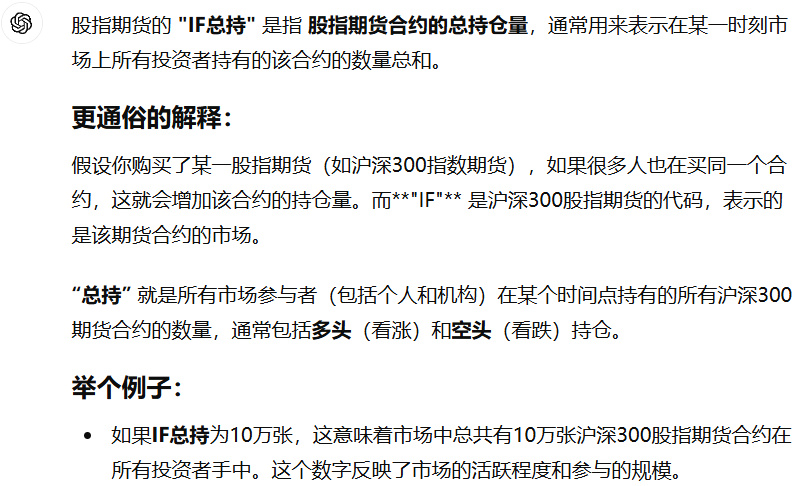 股指期货的 "IF总持" 是指 股指期货合约的总持仓量，通常用来表示在某一时刻市
场上所有投资者持有的该合约的数量总和。
更通俗的解释：
假设你购买了某一股指期货（如沪深300指数期货），如果很多人也在买同一个合
约，这就会增加该合约的持仓量。而**"IF"** 是沪深300股指期货的代码，表示的
是该期货合约的市场。
“总持” 就是所有市场参与者（包括个人和机构）在某个时间点持有的所有沪深300
期货合约的数量，通常包括多头（看涨）和空头（看跌）持仓。
举个例子：
• 如果IF总持为10万张，这意味着市场中总共有10万张沪深300股指期货合约在
所有投资者手中。这个数字反映了市场的活跃程度和参与的规模。